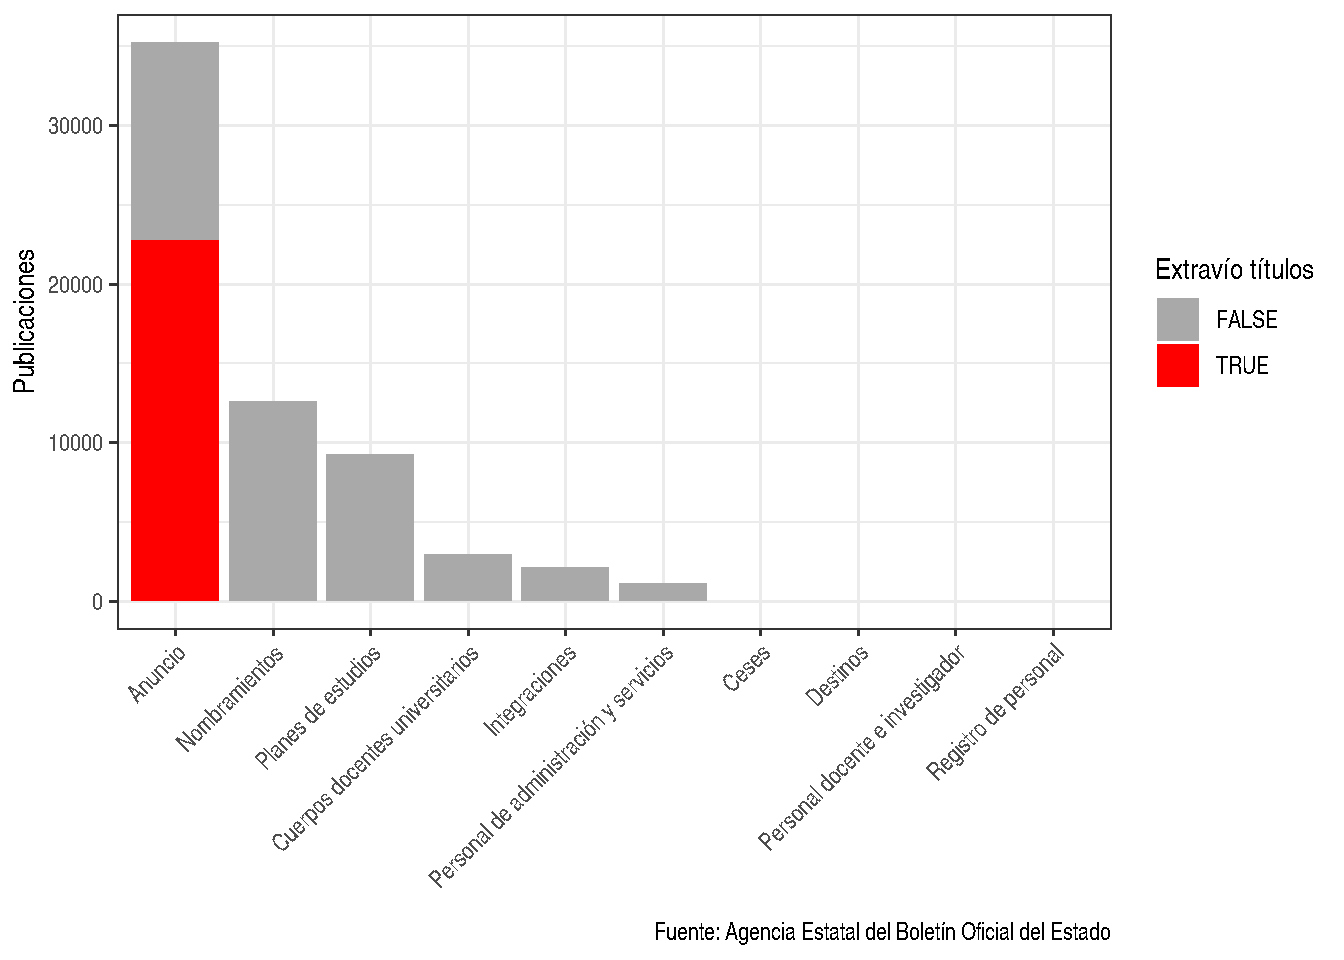 Publicaciones
30000
20000
10000
0
Anuncio
Nombramientos
Planes de estudios
Cuerpos docentes universitarios
Integraciones
Personal de administración y servicios
Ceses
Destinos
Personal docente e investigador
Registro de personal
Extravío títulos
FALSE
TRUE
Fuente: Agencia Estatal del Boletín Oficial del Estado